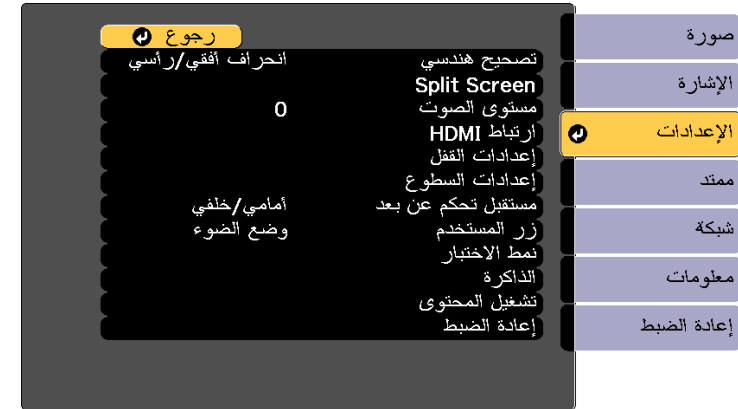 رجوع
تصحيح هندسي انحراف أفقي/رأسي
Split Screen
مستوى الصوت 0
ارتباط HDMI
إعدادات القفل
إعدادات السطوع
مستقبل تحكم عن بعد أمامي/خلفي
زر المستخدم وضع الضوء
نمط الاختبار
الذاكرة
تشغيل المحتوى
إعادة الضبط
صورة
الإشارة
الإعدادات
ممتد
شبكة
معلومات
إعادة الضبط